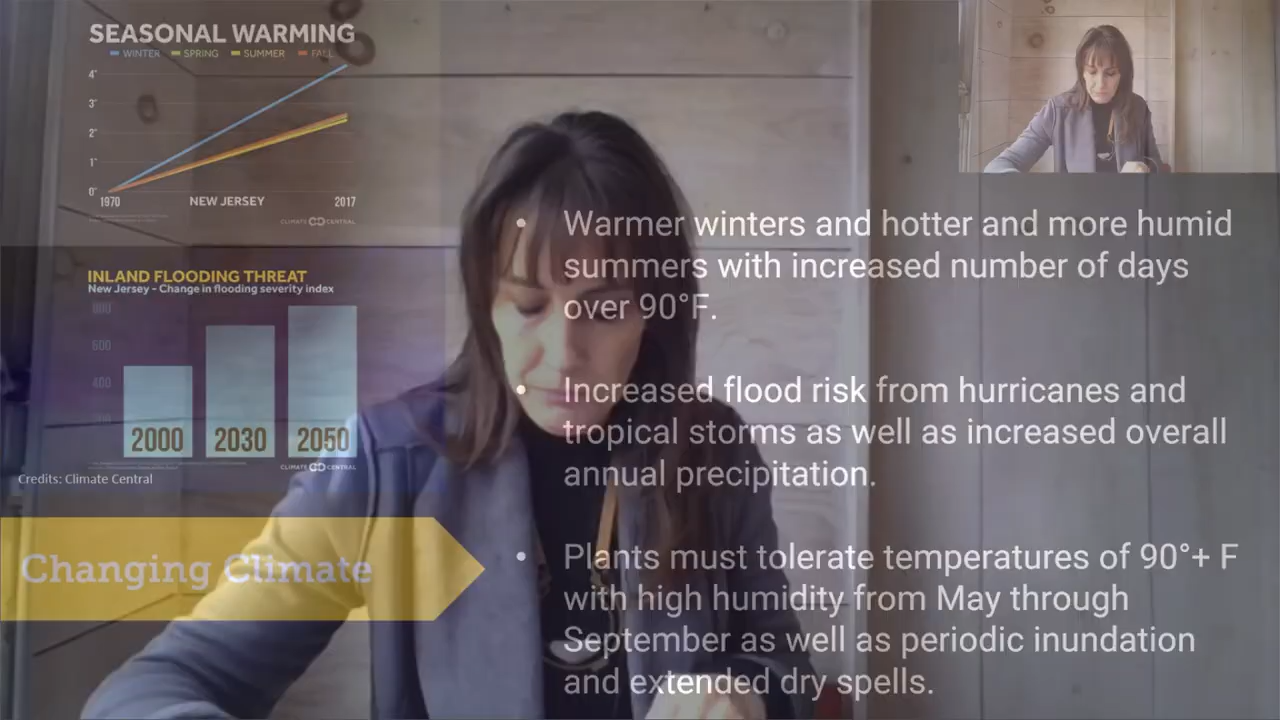 SEASONAL WARMING
WINTER SPRING SUMMER FALL
4°
3°
2°
1°
0°
1970 NEW JERSEY 2017
CLIMATE CENTRAL
INLAND FLOODING THREAT
New Jersey - Change in flooding severity index
800
600
400
2000 2030 2050
CLIMATE CENTRAL
Credits: Climate Central
Changing Climate
• Warmer winters and hotter and more humid
summers with increased number of days
over 90°F.
• Increased flood risk from hurricanes and
tropical storms as well as increased overall
annual precipitation.
• Plants must tolerate temperatures of 90°+ F
with high humidity from May through
September as well as periodic inundation
and extended dry spells.